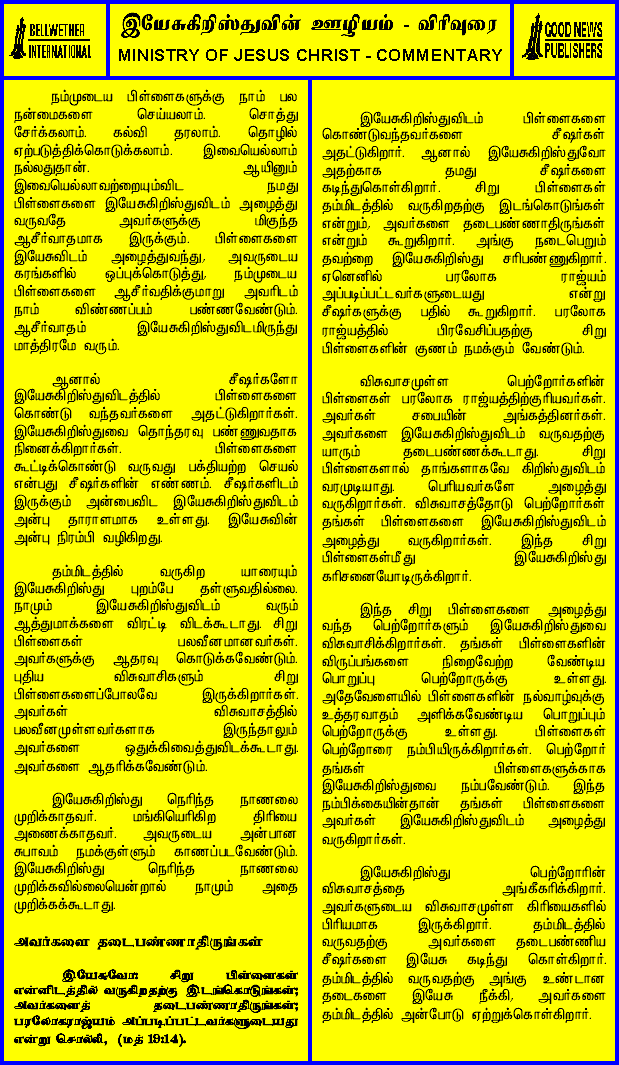 BELLWETHER
INTERNATIONAL
இயேசுகிறிஸ்துவின் ஊழியம் - விரிவுரை
MINISTRY OF JESUS CHRIST - COMMENTARY
GOOD NEWS
PUBLISHERS
நம்முடைய பிள்ளைகளுக்கு நாம் பல
நன்மைகளை செய்யலாம். சொத்து
சேர்க்கலாம். கல்வி தரலாம். தொழில்
ஏற்படுத்திக்கொடுக்கலாம். இவையெல்லாம்
நல்லதுதான். ஆயினும்
இவையெல்லாவற்றையும்விட நமது
பிள்ளைகளை இயேசுகிறிஸ்துவிடம் அழைத்து
வருவதே அவர்களுக்கு மிகுந்த
ஆசீர்வாதமாக இருக்கும். பிள்ளைகளை
இயேசுவிடம் அழைத்துவந்து, அவருடைய
கரங்களில் ஒப்புக்கொடுத்து, நம்முடைய
பிள்ளைகளை ஆசீர்வதிக்குமாறு அவரிடம்
நாம் விண்ணப்பம் பண்ணவேண்டும்.
ஆசீர்வாதம் இயேசுகிறிஸ்துவிடமிருந்து
மாத்திரமே வரும்.
ஆனால் சீஷர்களோ
இயேசுகிறிஸ்துவிடத்தில் பிள்ளைகளை
கொண்டு வந்தவர்களை அதட்டுகிறார்கள்.
இயேசுகிறிஸ்துவை தொந்தரவு பண்ணுவதாக
நினைக்கிறார்கள். பிள்ளைகளை
கூட்டிக்கொண்டு வருவது பக்தியற்ற செயல்
என்பது சீஷர்களின் எண்ணம். சீஷர்களிடம்
இருக்கும் அன்பைவிட இயேசுகிறிஸ்துவிடம்
அன்பு தாராளமாக உள்ளது. இயேசுவின்
அன்பு நிரம்பி வழிகிறது.
தம்மிடத்தில் வருகிற யாரையும்
இயேசுகிறிஸ்து புறம்பே தள்ளுவதில்லை.
நாமும் இயேசுகிறிஸ்துவிடம் வரும்
ஆத்துமாக்களை விரட்டி விடக்கூடாது. சிறு
பிள்ளைகள் பலவீனமானவர்கள்.
அவர்களுக்கு ஆதரவு கொடுக்கவேண்டும்.
புதிய விசுவாசிகளும் சிறு
பிள்ளைகளைப்போலவே இருக்கிறார்கள்.
அவர்கள் விசுவாசத்தில்
பலவீனமுள்ளவர்களாக இருந்தாலும்
அவர்களை ஒதுக்கிவைத்துவிடக்கூடாது.
அவர்களை ஆதரிக்கவேண்டும்.
இயேசுகிறிஸ்து நெரிந்த நாணலை
முறிக்காதவர். மங்கியெரிகிற திரியை
அணைக்காதவர். அவருடைய அன்பான
சுபாவம் நமக்குள்ளும் காணப்படவேண்டும்.
இயேசுகிறிஸ்து நெரிந்த நாணலை
முறிக்கவில்லையென்றால் நாமும் அதை
முறிக்கக்கூடாது.
அவர்களை தடைபண்ணாதிருங்கள்
இயேசுவோ: சிறு பிள்ளைகள்
என்னிடத்தில் வருகிறதற்கு இடங்கொடுங்கள்;
அவர்களைத் தடைபண்ணாதிருங்கள்;
பரலோகராஜ்யம் அப்படிப்பட்டவர்களுடையது
என்று சொல்லி, (மத் 19:14).
இயேசுகிறிஸ்துவிடம் பிள்ளைகளை
கொண்டுவந்தவர்களை சீஷர்கள்
அதட்டுகிறார். ஆனால் இயேசுகிறிஸ்துவோ
அதற்காக தமது சீஷர்களை
கடிந்துகொள்கிறார். சிறு பிள்ளைகள்
தம்மிடத்தில் வருகிறதற்கு இடங்கொடுங்கள்
என்றும், அவர்களை தடைபண்ணாதிருங்கள்
என்றும் கூறுகிறார். அங்கு நடைபெறும்
தவற்றை இயேசுகிறிஸ்து சரிபண்ணுகிறார்.
ஏனெனில் பரலோக ராஜ்யம்
அப்படிப்பட்டவர்களுடையது என்று
சீஷர்களுக்கு பதில் கூறுகிறார். பரலோக
ராஜ்யத்தில் பிரவேசிப்பதற்கு சிறு
பிள்ளைகளின் குணம் நமக்கும் வேண்டும்.
விசுவாசமுள்ள பெற்றோர்களின்
பிள்ளைகள் பரலோக ராஜ்யத்திற்குரியவர்கள்.
அவர்கள் சபையின் அங்கத்தினர்கள்.
அவர்களை இயேசுகிறிஸ்துவிடம் வருவதற்கு
யாரும் தடைபண்ணக்கூடாது. சிறு
பிள்ளைகளால் தாங்களாகவே கிறிஸ்துவிடம்
வரமுடியாது. பெரியவர்களே அழைத்து
வருகிறார்கள். விசுவாசத்தோடு பெற்றோர்கள்
தங்கள் பிள்ளைகளை இயேசுகிறிஸ்துவிடம்
அழைத்து வருகிறார்கள். இந்த சிறு
பிள்ளைகள்மீது இயேசுகிறிஸ்து
கரிசனையோடிருக்கிறார்.
இந்த சிறு பிள்ளைகளை அழைத்து
வந்த பெற்றோர்களும் இயேசுகிறிஸ்துவை
விசுவாசிக்கிறார்கள். தங்கள் பிள்ளைகளின்
விருப்பங்களை நிறைவேற்ற வேண்டிய
பொறுப்பு பெற்றோருக்கு உள்ளது.
அதேவேளையில் பிள்ளைகளின் நல்வாழ்வுக்கு
உத்தரவாதம் அளிக்கவேண்டிய பொறுப்பும்
பெற்றோருக்கு உள்ளது. பிள்ளைகள்
பெற்றோரை நம்பியிருக்கிறார்கள். பெற்றோர்
தங்கள் பிள்ளைகளுக்காக
இயேசுகிறிஸ்துவை நம்பவேண்டும். இந்த
நம்பிக்கையின்தான் தங்கள் பிள்ளைகளை
அவர்கள் இயேசுகிறிஸ்துவிடம் அழைத்து
வருகிறார்கள்.
இயேசுகிறிஸ்து பெற்றோரின்
விசுவாசத்தை அங்கீகரிக்கிறார்.
அவர்களுடைய விசுவாசமுள்ள கிரியைகளில்
பிரியமாக இருக்கிறார். தம்மிடத்தில்
வருவதற்கு அவர்களை தடைபண்ணிய
சீஷர்களை இயேசு கடிந்து கொள்கிறார்.
தம்மிடத்தில் வருவதற்கு அங்கு உண்டான
தடைகளை இயேசு நீக்கி, அவர்களை
தம்மிடத்தில் அன்போடு ஏற்றுக்கொள்கிறார்.